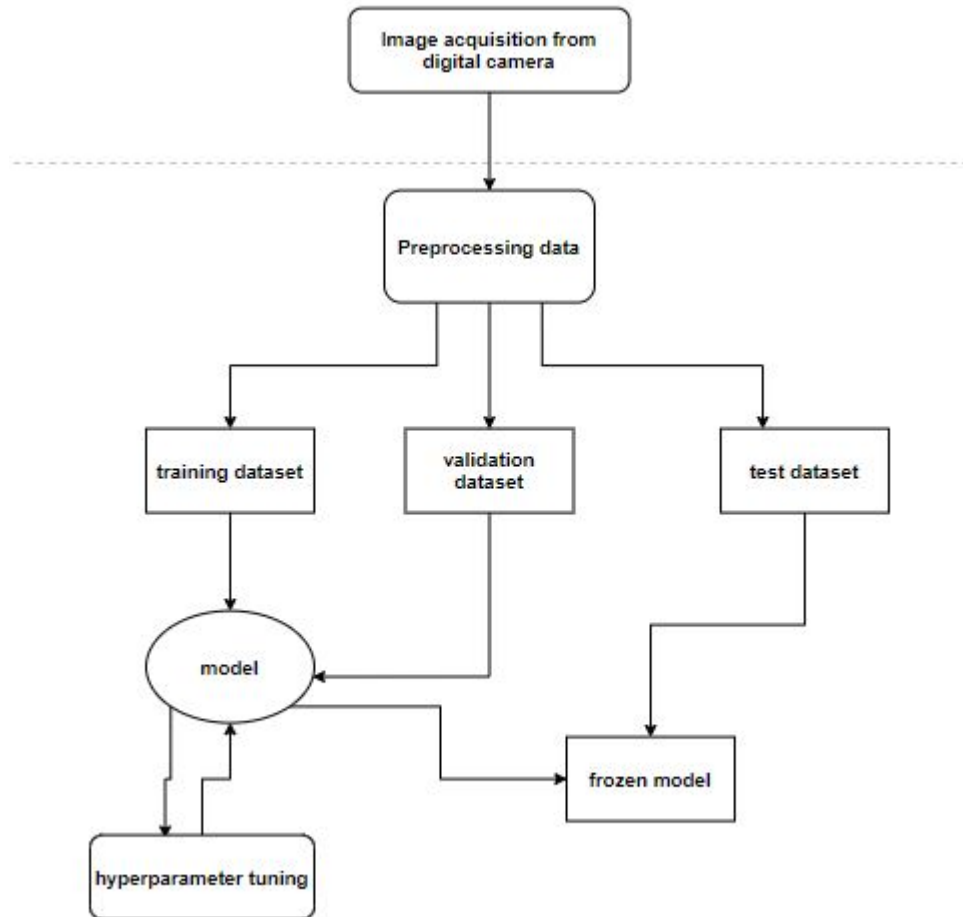 Image acquisition from
digital camera
Preprocessing data
training dataset
validation
dataset
test dataset
model
frozen model
hyperparameter tuning